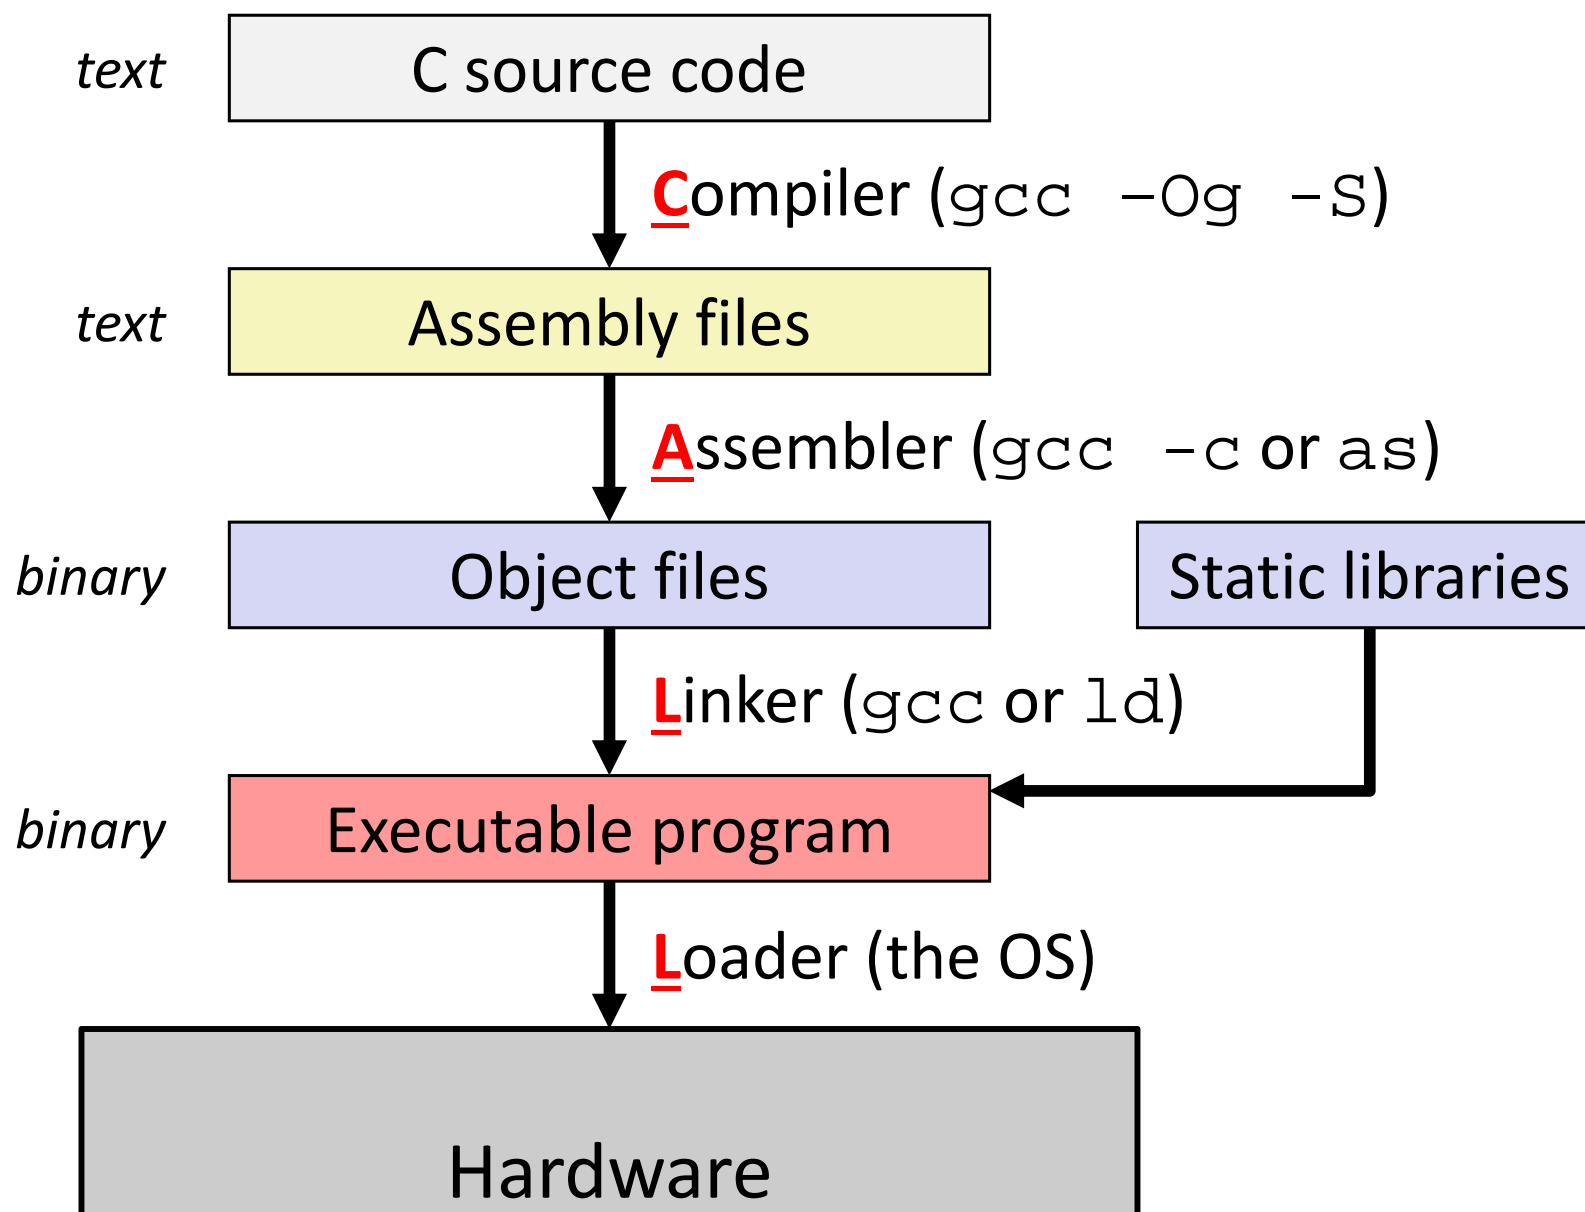 text
C source code
Compiler (gcc -Og -S)
text
Assembly files
Assembler (gcc -c or as)
binary
Object files
Static libraries
Linker (gcc or ld)
binary
Executable program
Loader (the OS)
Hardware